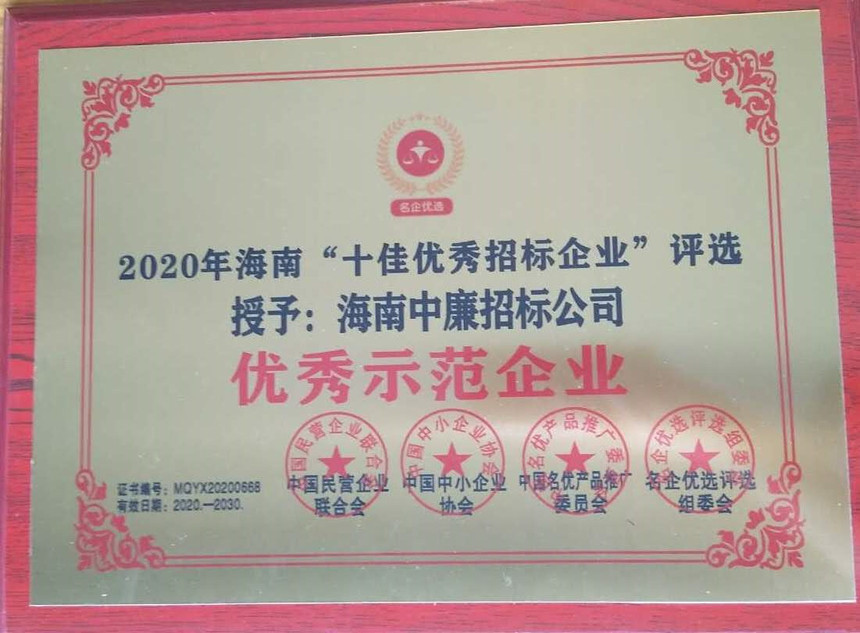 名企优选
2020年海南“十佳优秀招标企业”评选
授予：海南中廉招标公司
优秀示范企业
中国民营企业联合会
中国中小企业协会
中国名优产品推广委员会
名企优选评选组委会
证书编号：MQYX20200668
有效日期：2020.—2030.
中国民营企业
联合会
中国中小企业
协会
中国名优产品推广
委员会
名企优选评选
组委会